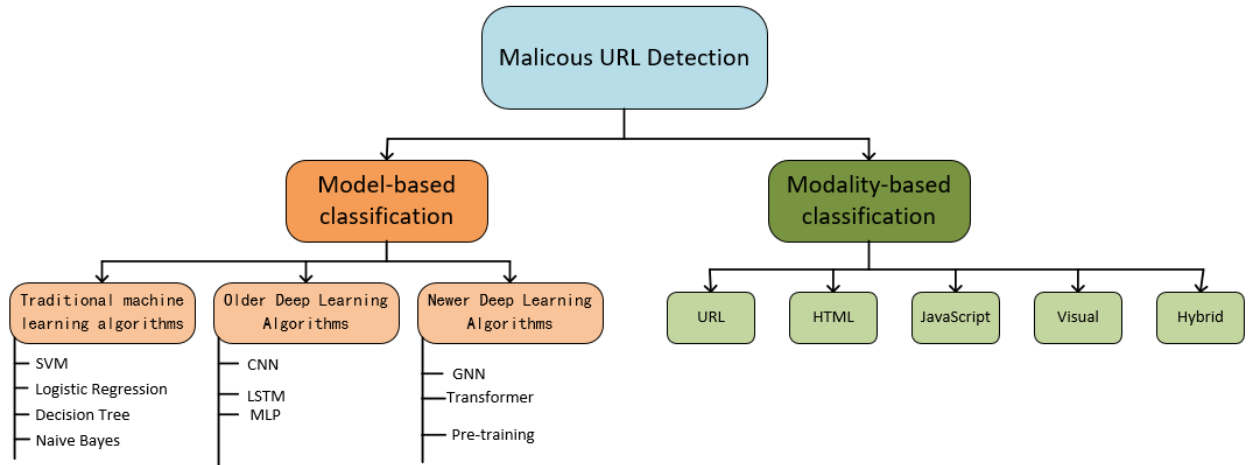 Malicous URL Detection
Model-based
classification
Modality-based
classification
Traditional machine
learning algorithms
Older Deep Learning
Algorithms
Newer Deep Learning
Algorithms
URL
HTML
JavaScript
Visual
Hybrid
SVM
Logistic Regression
Decision Tree
Naive Bayes
CNN
LSTM
MLP
GNN
Transformer
Pre-training